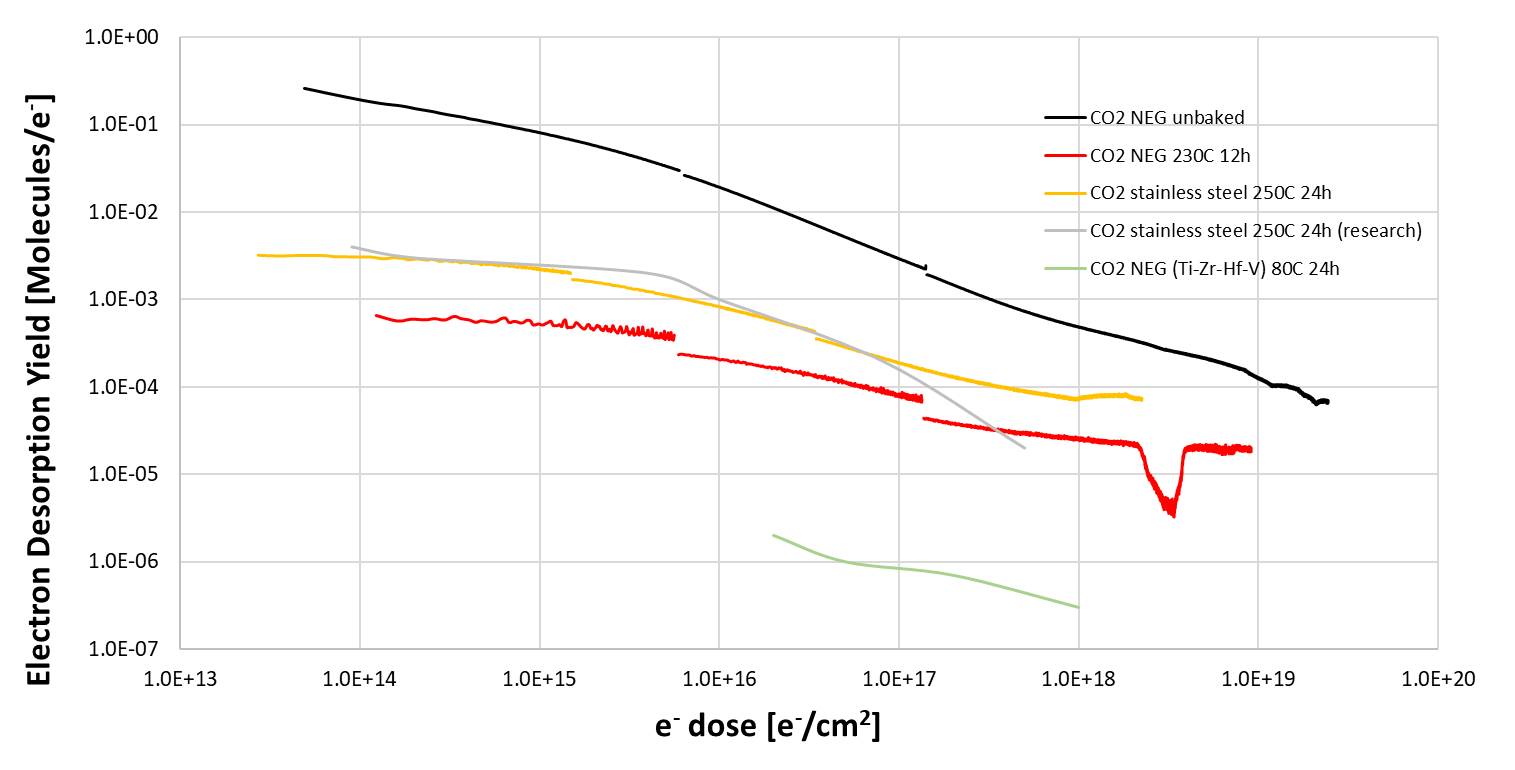 Electron Desorption Yield [Molecules/e⁻]
1.0E+00
1.0E-01
1.0E-02
1.0E-03
1.0E-04
1.0E-05
1.0E-06
1.0E-07
CO2 NEG unbaked
CO2 NEG 230C 12h
CO2 stainless steel 250C 24h
CO2 stainless steel 250C 24h (research)
CO2 NEG (Ti-Zr-Hf-V) 80C 24h
1.0E+13 1.0E+14 1.0E+15 1.0E+16 1.0E+17 1.0E+18 1.0E+19 1.0E+20
e⁻ dose [e⁻/cm²]